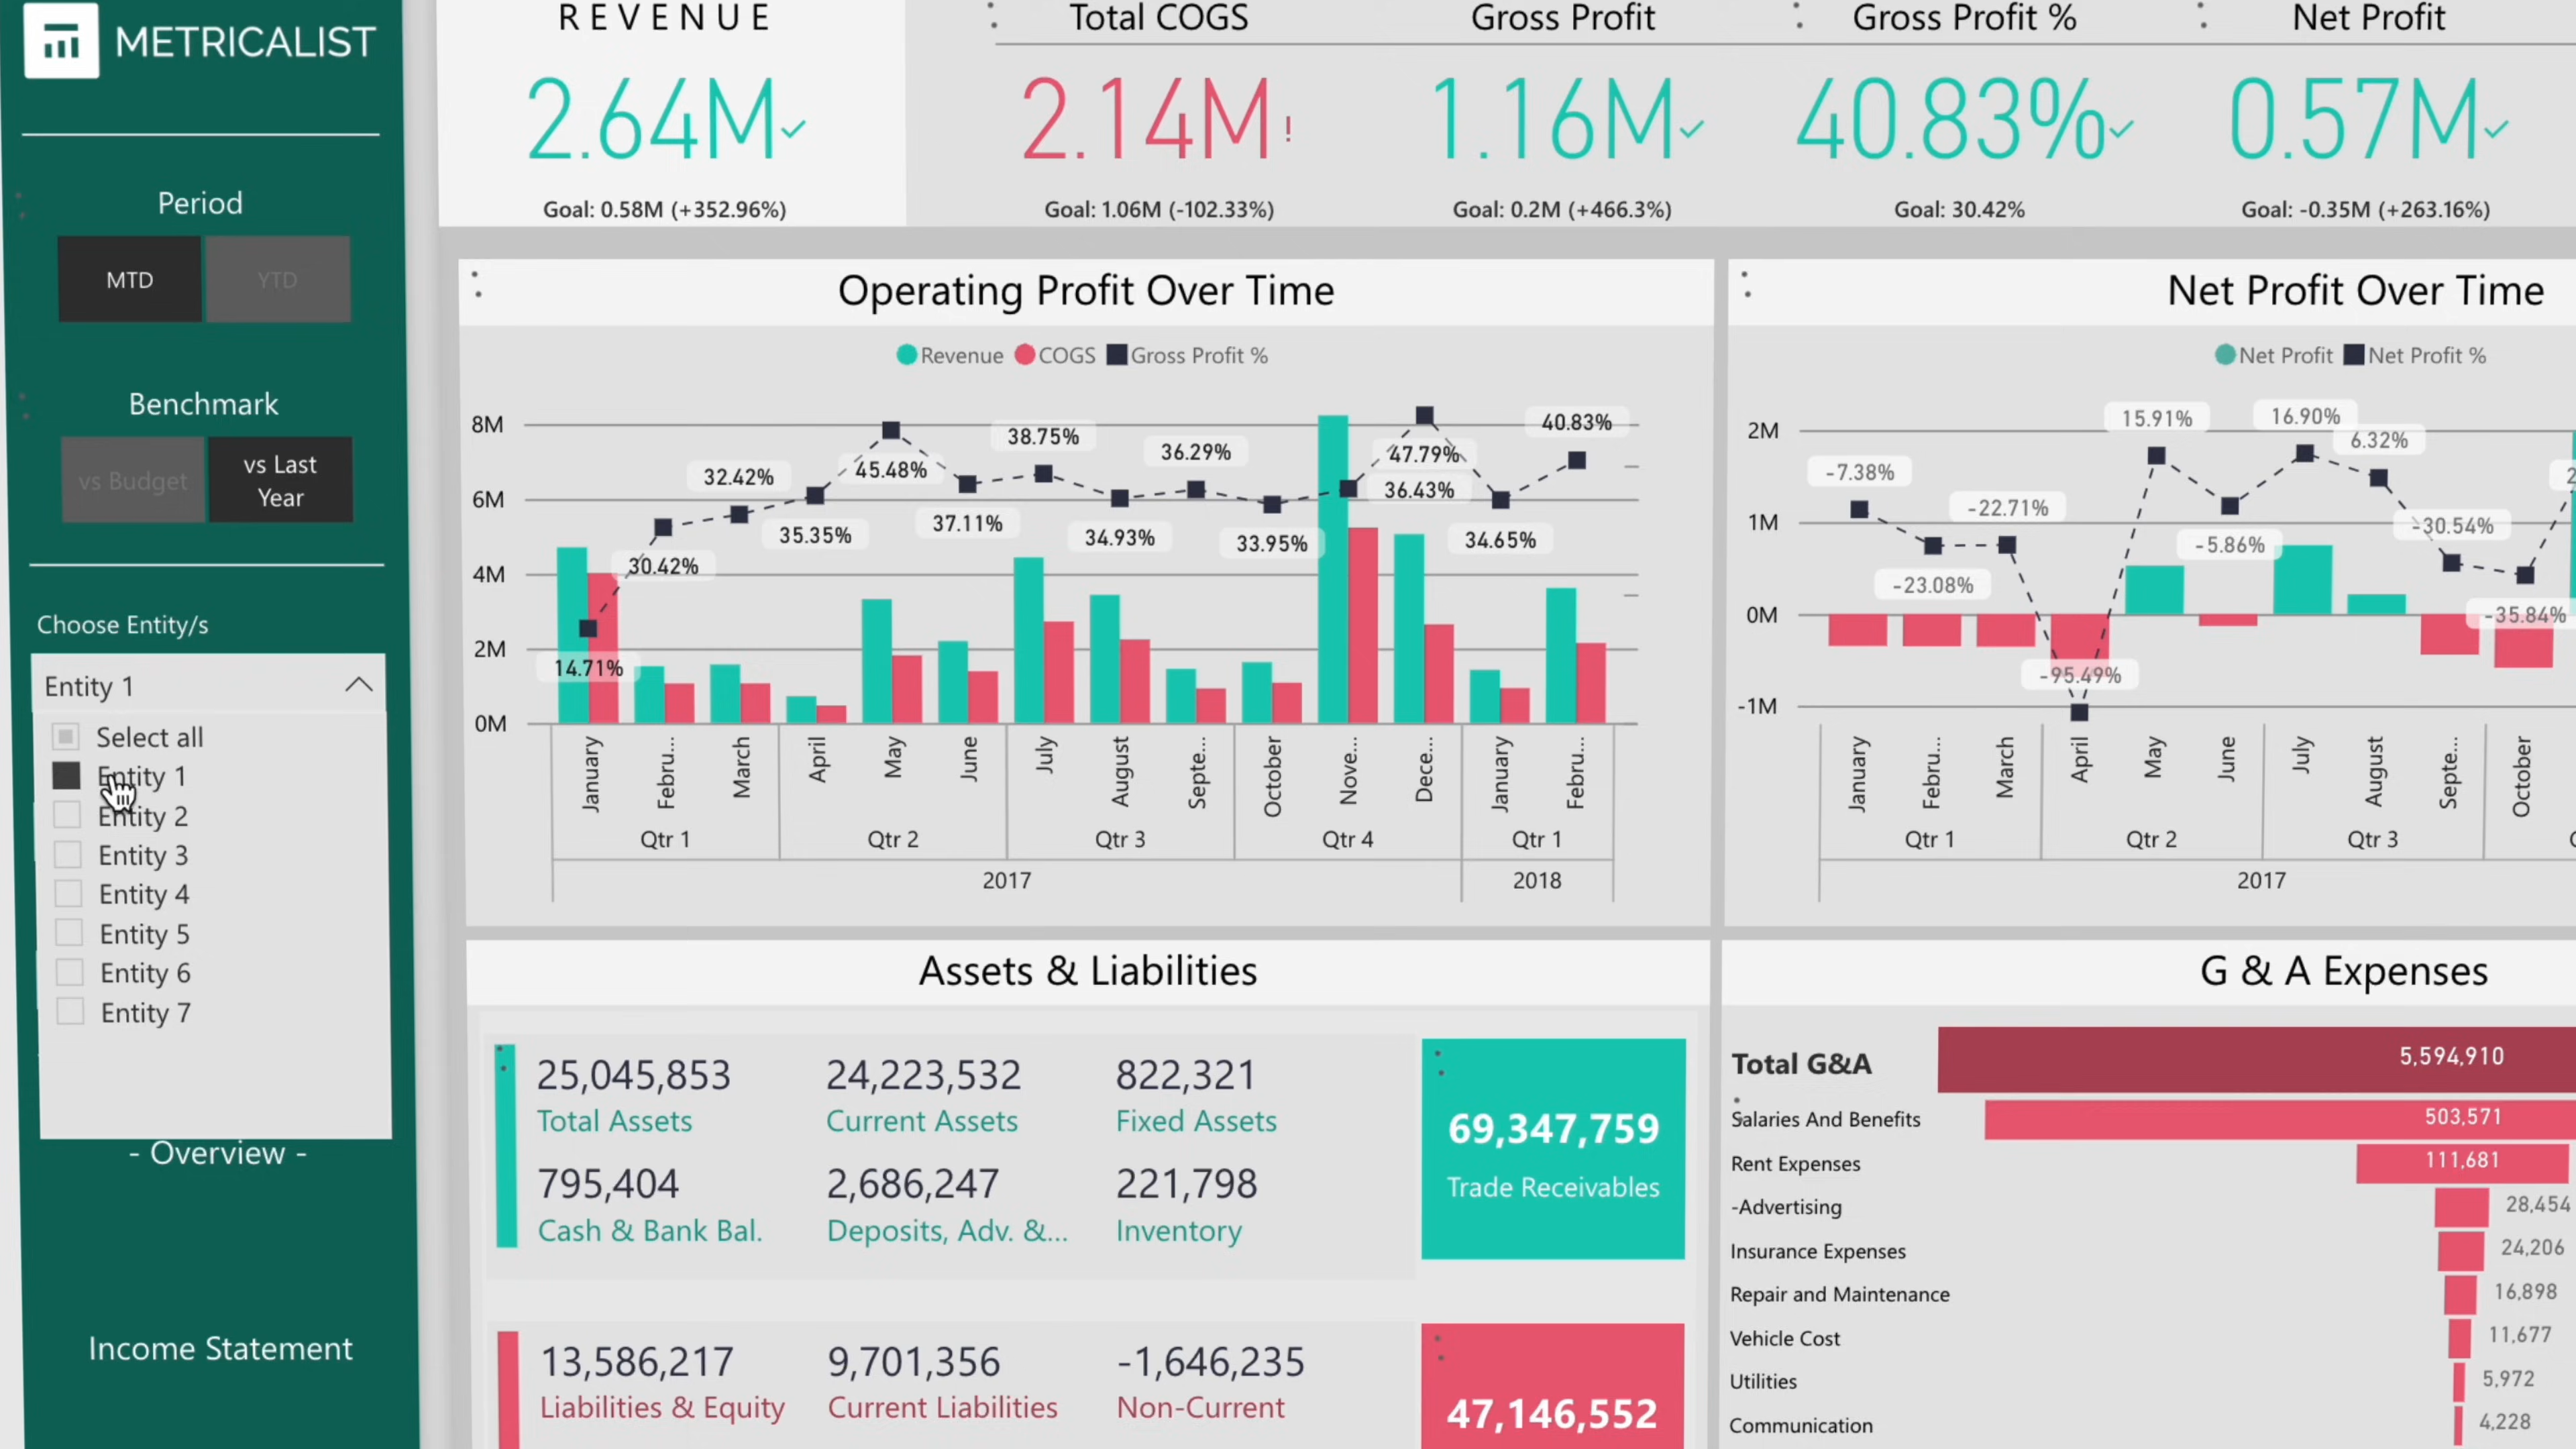 METRICALIST
Period
MTD
YTD
Benchmark
vs Budget
vs Last
Year
Choose Entity/s
Entity 1
Select all
Entity 1
Entity 2
Entity 3
Entity 4
Entity 5
Entity 6
Entity 7
- Overview -
Income Statement
REVENUE
2.64M
Goal: 0.58M (+352.96%)
Total COGS
2.14M!
Goal: 1.06M (-102.33%)
Gross Profit
1.16M
Goal: 0.2M (+466.3%)
Gross Profit %
40.83%
Goal: 30.42%
Net Profit
0.57M
Goal: -0.35M (+263.16%)
Operating Profit Over Time
Revenue COGS Gross Profit %
8M
6M
4M
2M
0M
14.71%
30.42%
32.42%
35.35%
45.48%
37.11%
38.75%
34.93%
36.29%
33.95%
36.43%
47.79%
34.65%
40.83%
January
Febru...
March
April
May
June
July
August
Septe...
October
Nove...
Dece...
January
Febru...
Qtr 1
Qtr 2
Qtr 3
Qtr 4
Qtr 1
2017
2018
Net Profit Over Time
Net Profit Net Profit %
2M
1M
0M
-1M
-7.38%
-23.08%
-22.71%
-95.49%
15.91%
-5.86%
16.90%
6.32%
-30.54%
-35.84%
January
Febru...
March
April
May
June
July
August
Septe...
October
Qtr 1
Qtr 2
Qtr 3
2017
Assets & Liabilities
25,045,853
Total Assets
24,223,532
Current Assets
822,321
Fixed Assets
795,404
Cash & Bank Bal.
2,686,247
Deposits, Adv. &...
221,798
Inventory
69,347,759
Trade Receivables
13,586,217
Liabilities & Equity
9,701,356
Current Liabilities
-1,646,235
Non-Current
47,146,552
G & A Expenses
Total G&A 5,594,910
Salaries And Benefits 503,571
Rent Expenses 111,681
-Advertising 28,454
Insurance Expenses 24,206
Repair and Maintenance 16,898
Vehicle Cost 11,677
Utilities 5,972
Communication 4,228